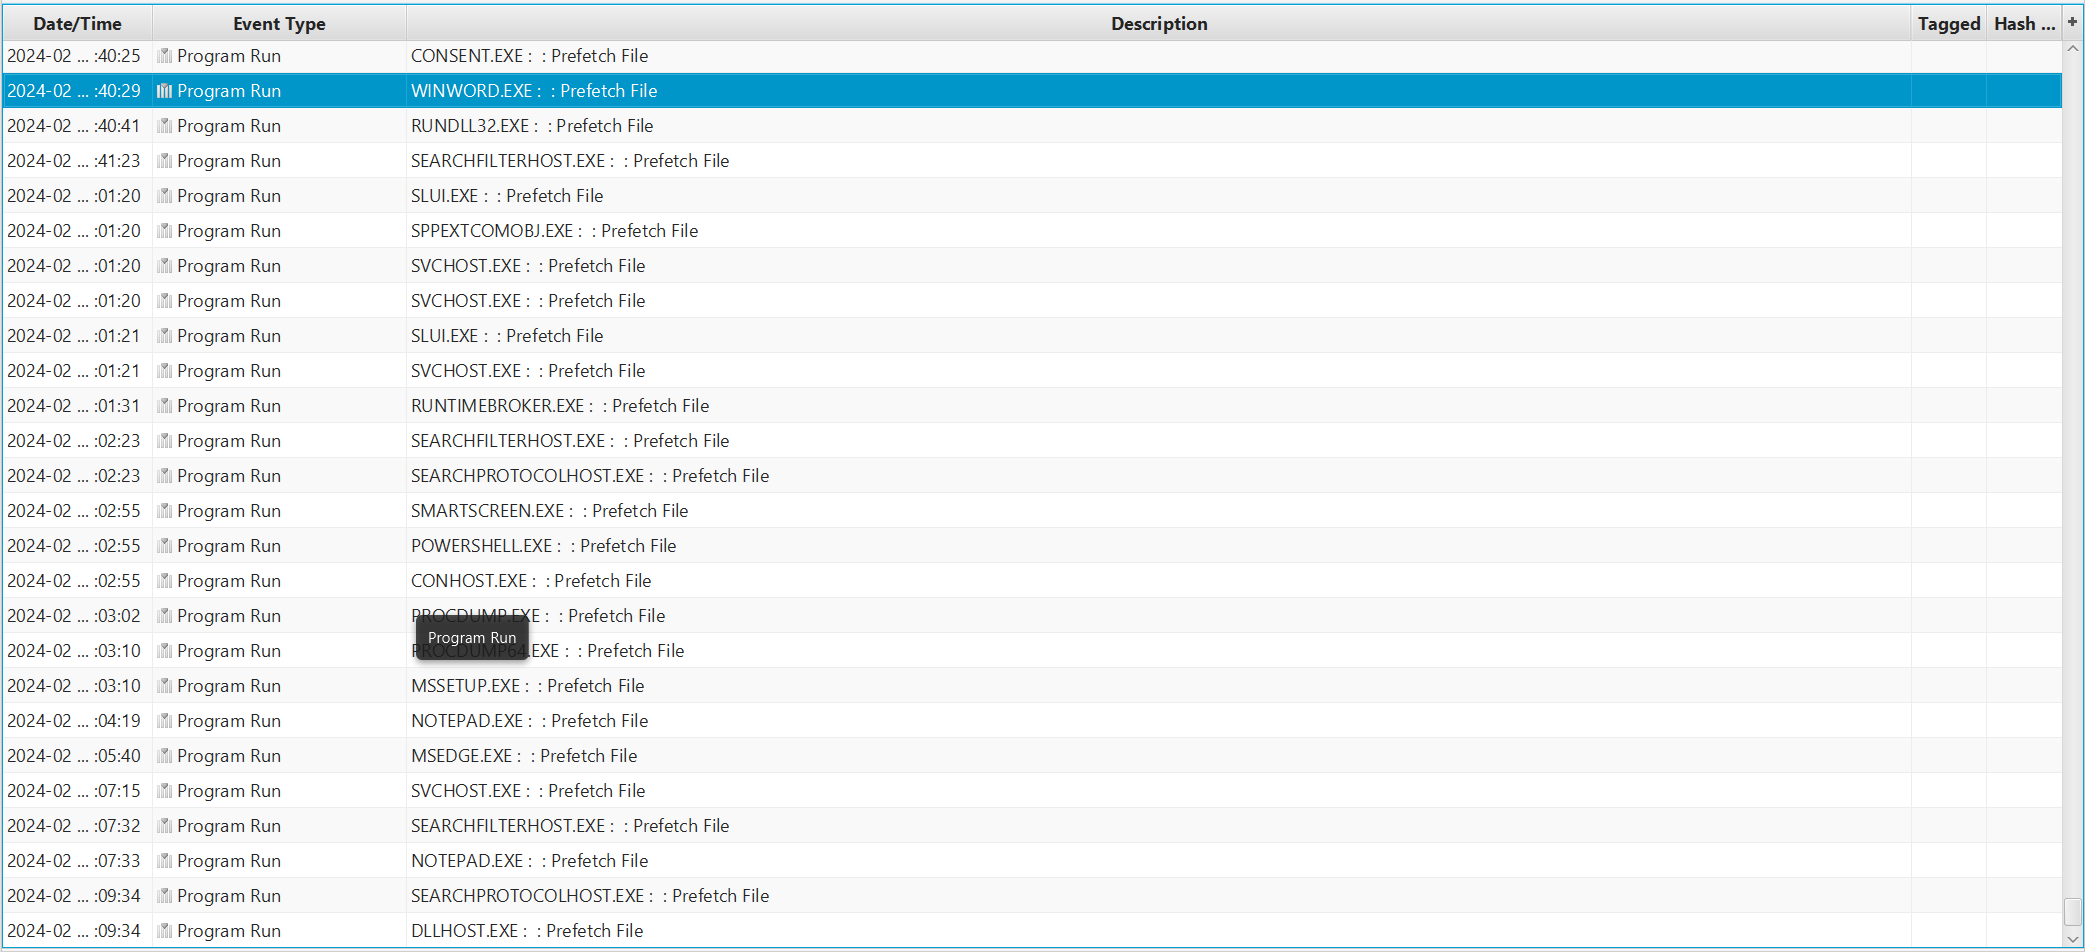 Date/Time Event Type Description Tagged Hash ... +
2024-02 ... :40:25 Program Run CONSENT.EXE :  : Prefetch File
2024-02 ... :40:29 Program Run WINWORD.EXE :  : Prefetch File
2024-02 ... :40:41 Program Run RUNDLL32.EXE :  : Prefetch File
2024-02 ... :41:23 Program Run SEARCHFILTERHOST.EXE :  : Prefetch File
2024-02 ... :01:20 Program Run SLUI.EXE :  : Prefetch File
2024-02 ... :01:20 Program Run SPPEXTCOMOBJ.EXE :  : Prefetch File
2024-02 ... :01:20 Program Run SVCHOST.EXE :  : Prefetch File
2024-02 ... :01:20 Program Run SVCHOST.EXE :  : Prefetch File
2024-02 ... :01:21 Program Run SLUI.EXE :  : Prefetch File
2024-02 ... :01:21 Program Run SVCHOST.EXE :  : Prefetch File
2024-02 ... :01:31 Program Run RUNTIMEBROKER.EXE :  : Prefetch File
2024-02 ... :02:23 Program Run SEARCHFILTERHOST.EXE :  : Prefetch File
2024-02 ... :02:23 Program Run SEARCHPROTOCOLHOST.EXE :  : Prefetch File
2024-02 ... :02:55 Program Run SMARTSCREEN.EXE :  : Prefetch File
2024-02 ... :02:55 Program Run POWERSHELL.EXE :  : Prefetch File
2024-02 ... :02:55 Program Run CONHOST.EXE :  : Prefetch File
2024-02 ... :03:02 Program Run PROCDUMP.EXE :  : Prefetch File
Program Run
2024-02 ... :03:10 Program Run PROCDUMP64.EXE :  : Prefetch File
2024-02 ... :03:10 Program Run MSSETUP.EXE :  : Prefetch File
2024-02 ... :04:19 Program Run NOTEPAD.EXE :  : Prefetch File
2024-02 ... :05:40 Program Run MSEDGE.EXE :  : Prefetch File
2024-02 ... :07:15 Program Run SVCHOST.EXE :  : Prefetch File
2024-02 ... :07:32 Program Run SEARCHFILTERHOST.EXE :  : Prefetch File
2024-02 ... :07:33 Program Run NOTEPAD.EXE :  : Prefetch File
2024-02 ... :09:34 Program Run SEARCHPROTOCOLHOST.EXE :  : Prefetch File
2024-02 ... :09:34 Program Run DLLHOST.EXE :  : Prefetch File